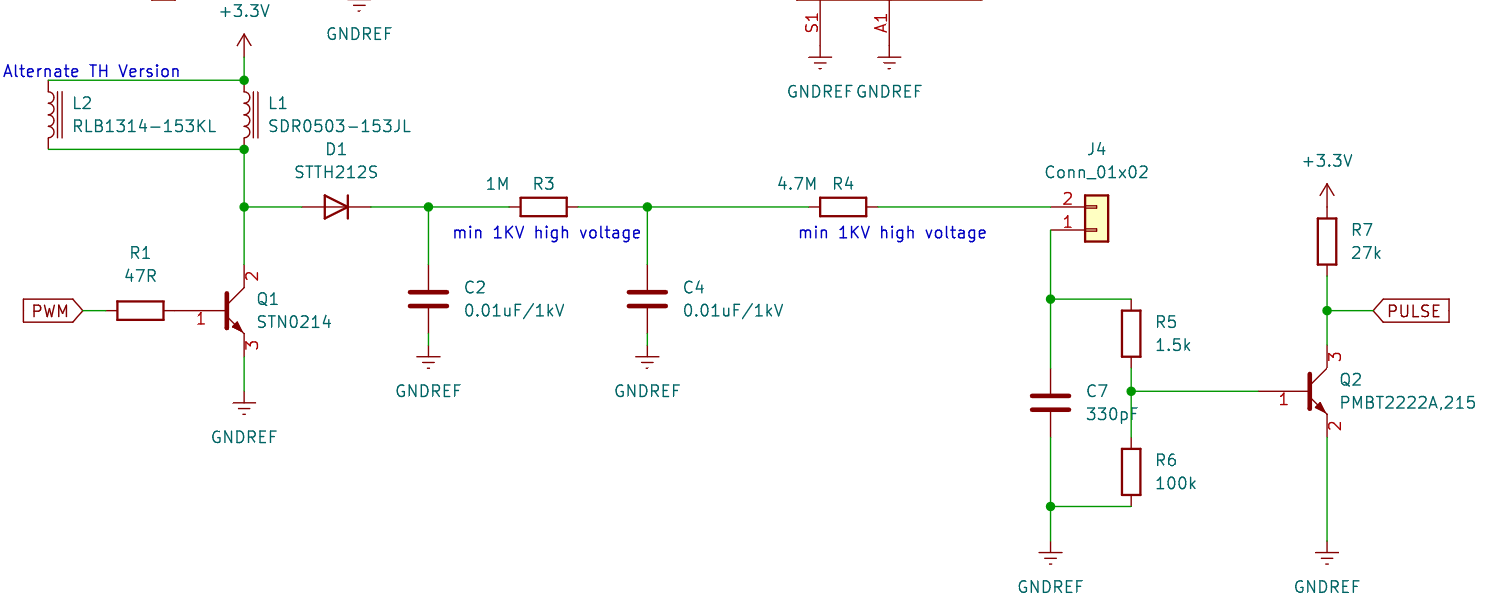 +3.3V
GNDREF
S1
A1
GNDREF
GNDREF
Alternate TH Version
L2
RLB1314-153KL
L1
SDR0503-153JL
D1
STTH212S
1M
R3
min 1KV high voltage
4.7M
R4
min 1KV high voltage
J4
Conn_01x02
2
1
+3.3V
R7
27k
R1
47R
PWM
1
2
Q1
STN0214
3
GNDREF
C2
0.01uF/1kV
GNDREF
C4
0.01uF/1kV
GNDREF
R5
1.5k
C7
330pF
R6
100k
GNDREF
PULSE
3
1
Q2
PMBT2222A,215
2
GNDREF